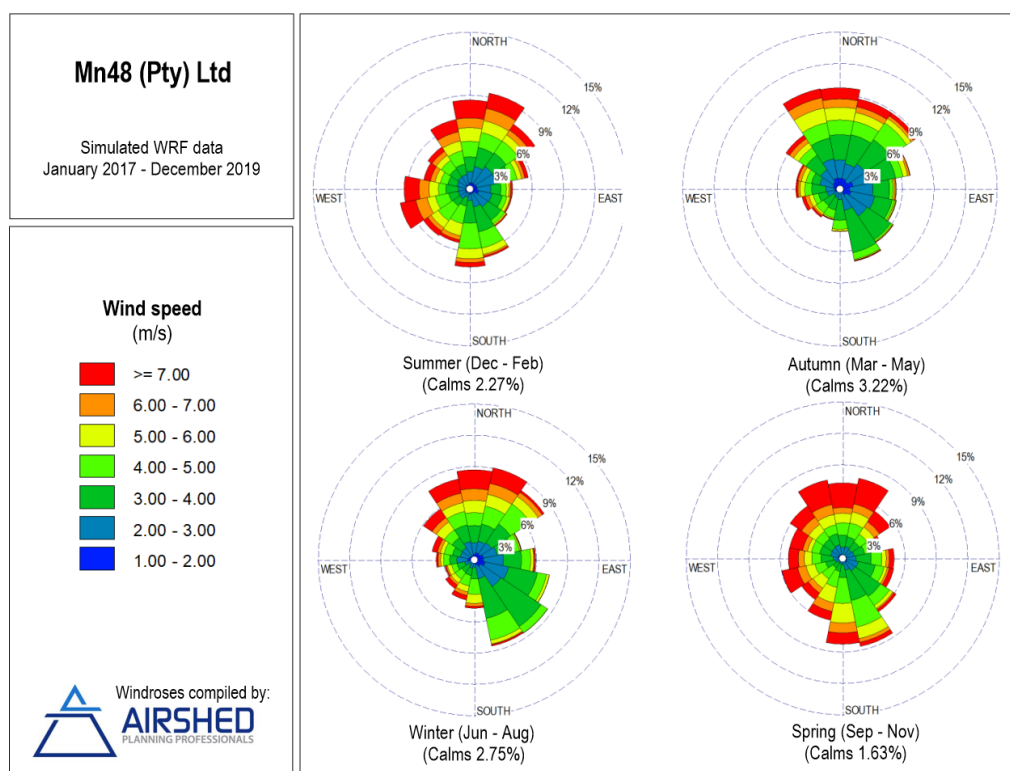 Mn48 (Pty) Ltd
Simulated WRF data
January 2017 - December 2019
Wind speed
(m/s)
>= 7.00
6.00 - 7.00
5.00 - 6.00
4.00 - 5.00
3.00 - 4.00
2.00 - 3.00
1.00 - 2.00
Windroses compiled by:
AIRSHED
PLANNING PROFESSIONALS
NORTH
15%
12%
9%
6%
3%
WEST
EAST
SOUTH
Summer (Dec - Feb)
(Calms 2.27%)
NORTH
15%
12%
9%
6%
3%
WEST
EAST
SOUTH
Autumn (Mar - May)
(Calms 3.22%)
NORTH
15%
12%
9%
6%
3%
WEST
EAST
SOUTH
Winter (Jun - Aug)
(Calms 2.75%)
NORTH
15%
12%
9%
6%
3%
WEST
EAST
SOUTH
Spring (Sep - Nov)
(Calms 1.63%)